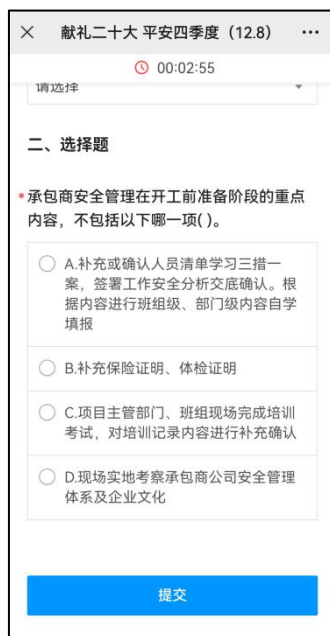 献礼二十大 平安四季度（12.8）
00:02:55
请选择
二、选择题
*承包商安全管理在开工前准备阶段的重点
内容，不包括以下哪一项( )。
A.补充或确认人员清单学习三措一
案，签署工作安全分析交底确认。根
据内容进行班组级、部门级内容自学
填报
B.补充保险证明、体检证明
C.项目主管部门、班组现场完成培训
考试，对培训记录内容进行补充确认
D.现场实地考察承包商公司安全管理
体系及企业文化
提交